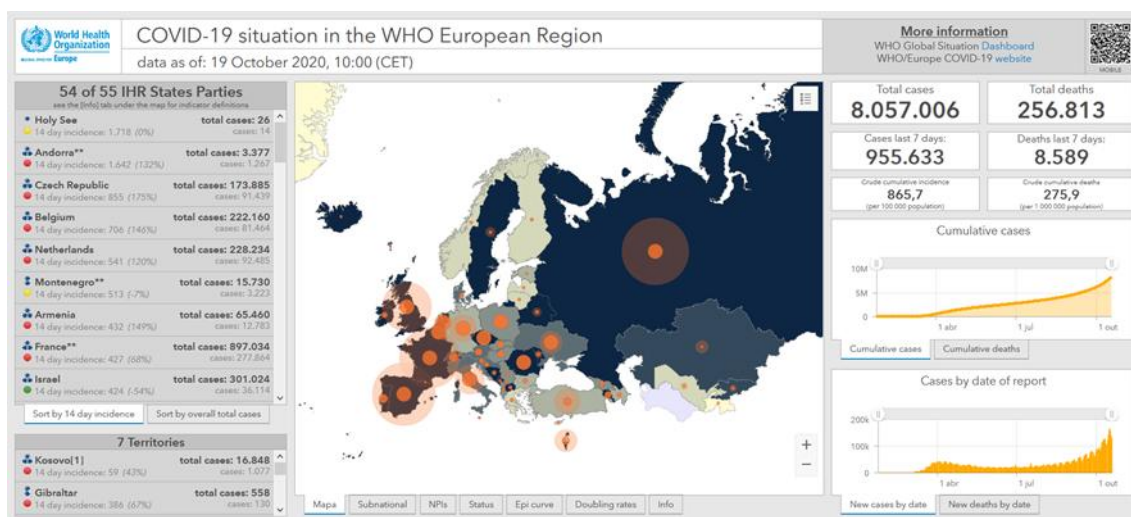 World Health
Organization
Europe
COVID-19 situation in the WHO European Region
data as of: 19 October 2020, 10:00 (CET)
More information
WHO Global Situation Dashboard
WHO/Europe COVID-19 website
MOBILE
54 of 55 IHR States Parties
see the [Info] tab under the map for indicator definitions
Holy See total cases: 26
14 day incidence: 1.718 (0%) cases: 14
Andorra** total cases: 3.377
14 day incidence: 1.642 (132%) cases: 1.267
Czech Republic total cases: 173.885
14 day incidence: 855 (175%) cases: 91.439
Belgium total cases: 222.160
14 day incidence: 706 (146%) cases: 81.464
Netherlands total cases: 228.234
14 day incidence: 541 (120%) cases: 92.485
Montenegro** total cases: 15.730
14 day incidence: 513 (-7%) cases: 3.223
Armenia total cases: 65.460
14 day incidence: 432 (149%) cases: 12.783
France** total cases: 897.034
14 day incidence: 427 (68%) cases: 277.864
Israel total cases: 301.024
14 day incidence: 424 (-54%) cases: 36.114
Sort by 14 day incidence Sort by overall total cases
7 Territories
Kosovo[1] total cases: 16.848
14 day incidence: 59 (43%) cases: 1.077
Gibraltar total cases: 558
14 day incidence: 386 (67%) cases: 130
+
−
Mapa Subnational NPIs Status Epi curve Doubling rates Info
Total cases
8.057.006
Total deaths
256.813
Cases last 7 days:
955.633
Deaths last 7 days:
8.589
Crude cumulative incidence
865,7
(per 100 000 population)
Crude cumulative deaths
275,9
(per 1 000 000 population)
Cumulative cases
10M
5M
0
1 abr 1 jul 1 out
Cumulative cases Cumulative deaths
Cases by date of report
200k
100k
0
1 abr 1 jul 1 out
New cases by date New deaths by date